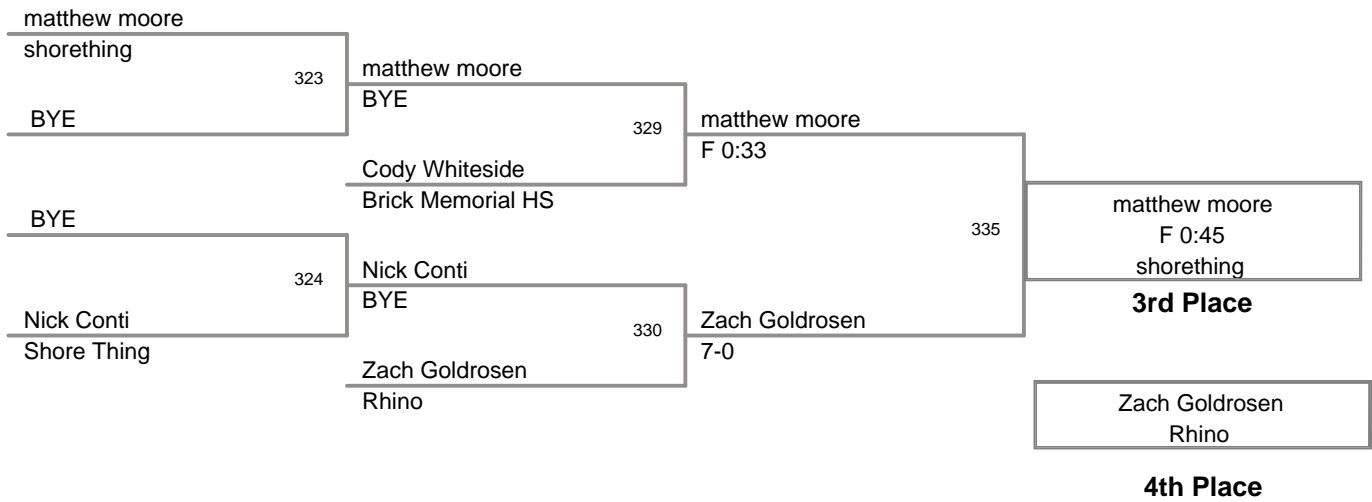 matthew moore
shorething
323
BYE
matthew moore
BYE
329
Cody Whiteside
Brick Memorial HS
matthew moore
F 0:33
BYE
324
Nick Conti
Shore Thing
Nick Conti
BYE
330
Zach Goldrosen
Rhino
Zach Goldrosen
7-0
335
matthew moore
F 0:45
shorething
3rd Place
Zach Goldrosen
Rhino
4th Place